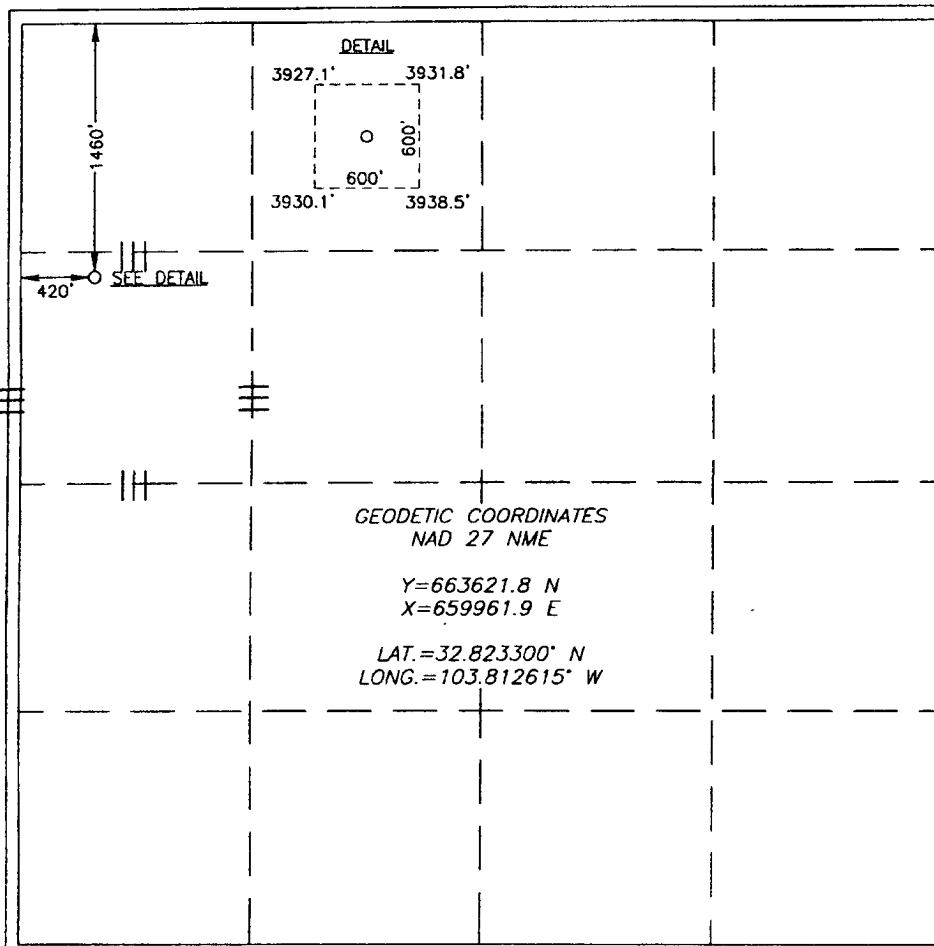 DETAIL
3927.1' 3931.8'
1460'
600'
600'
3930.1' 3938.5'
420' SEE DETAIL
GEODETIC COORDINATES
NAD 27 NME
Y=663621.8 N
X=659961.9 E
LAT.=32.823300° N
LONG.=103.812615° W